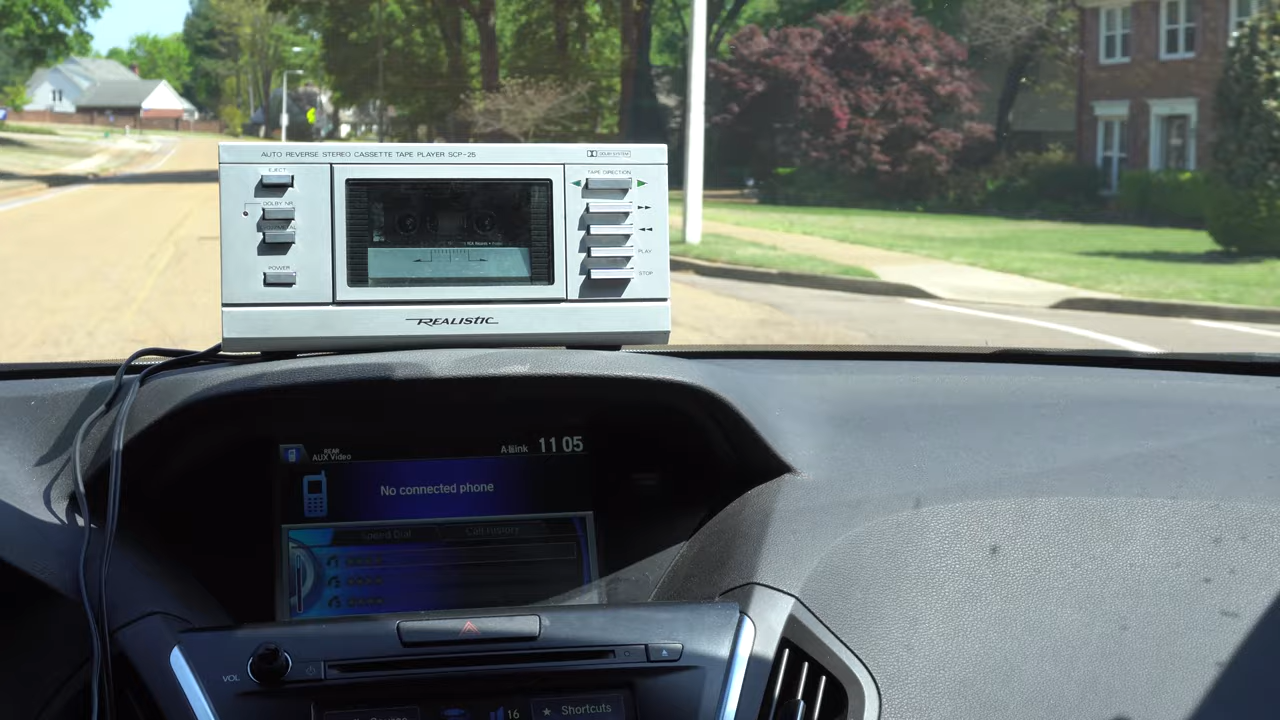 AUTO REVERSE STEREO CASSETTE TAPE PLAYER SCP-25
DOLBY SYSTEM
EJECT
TAPE DIRECTION
DOLBY NR
PLAY
POWER
STOP
REALISTIC
REAR
AUX Video
11 05
No connected phone
Speed Dial
Call History
VOL
16
Shortcuts